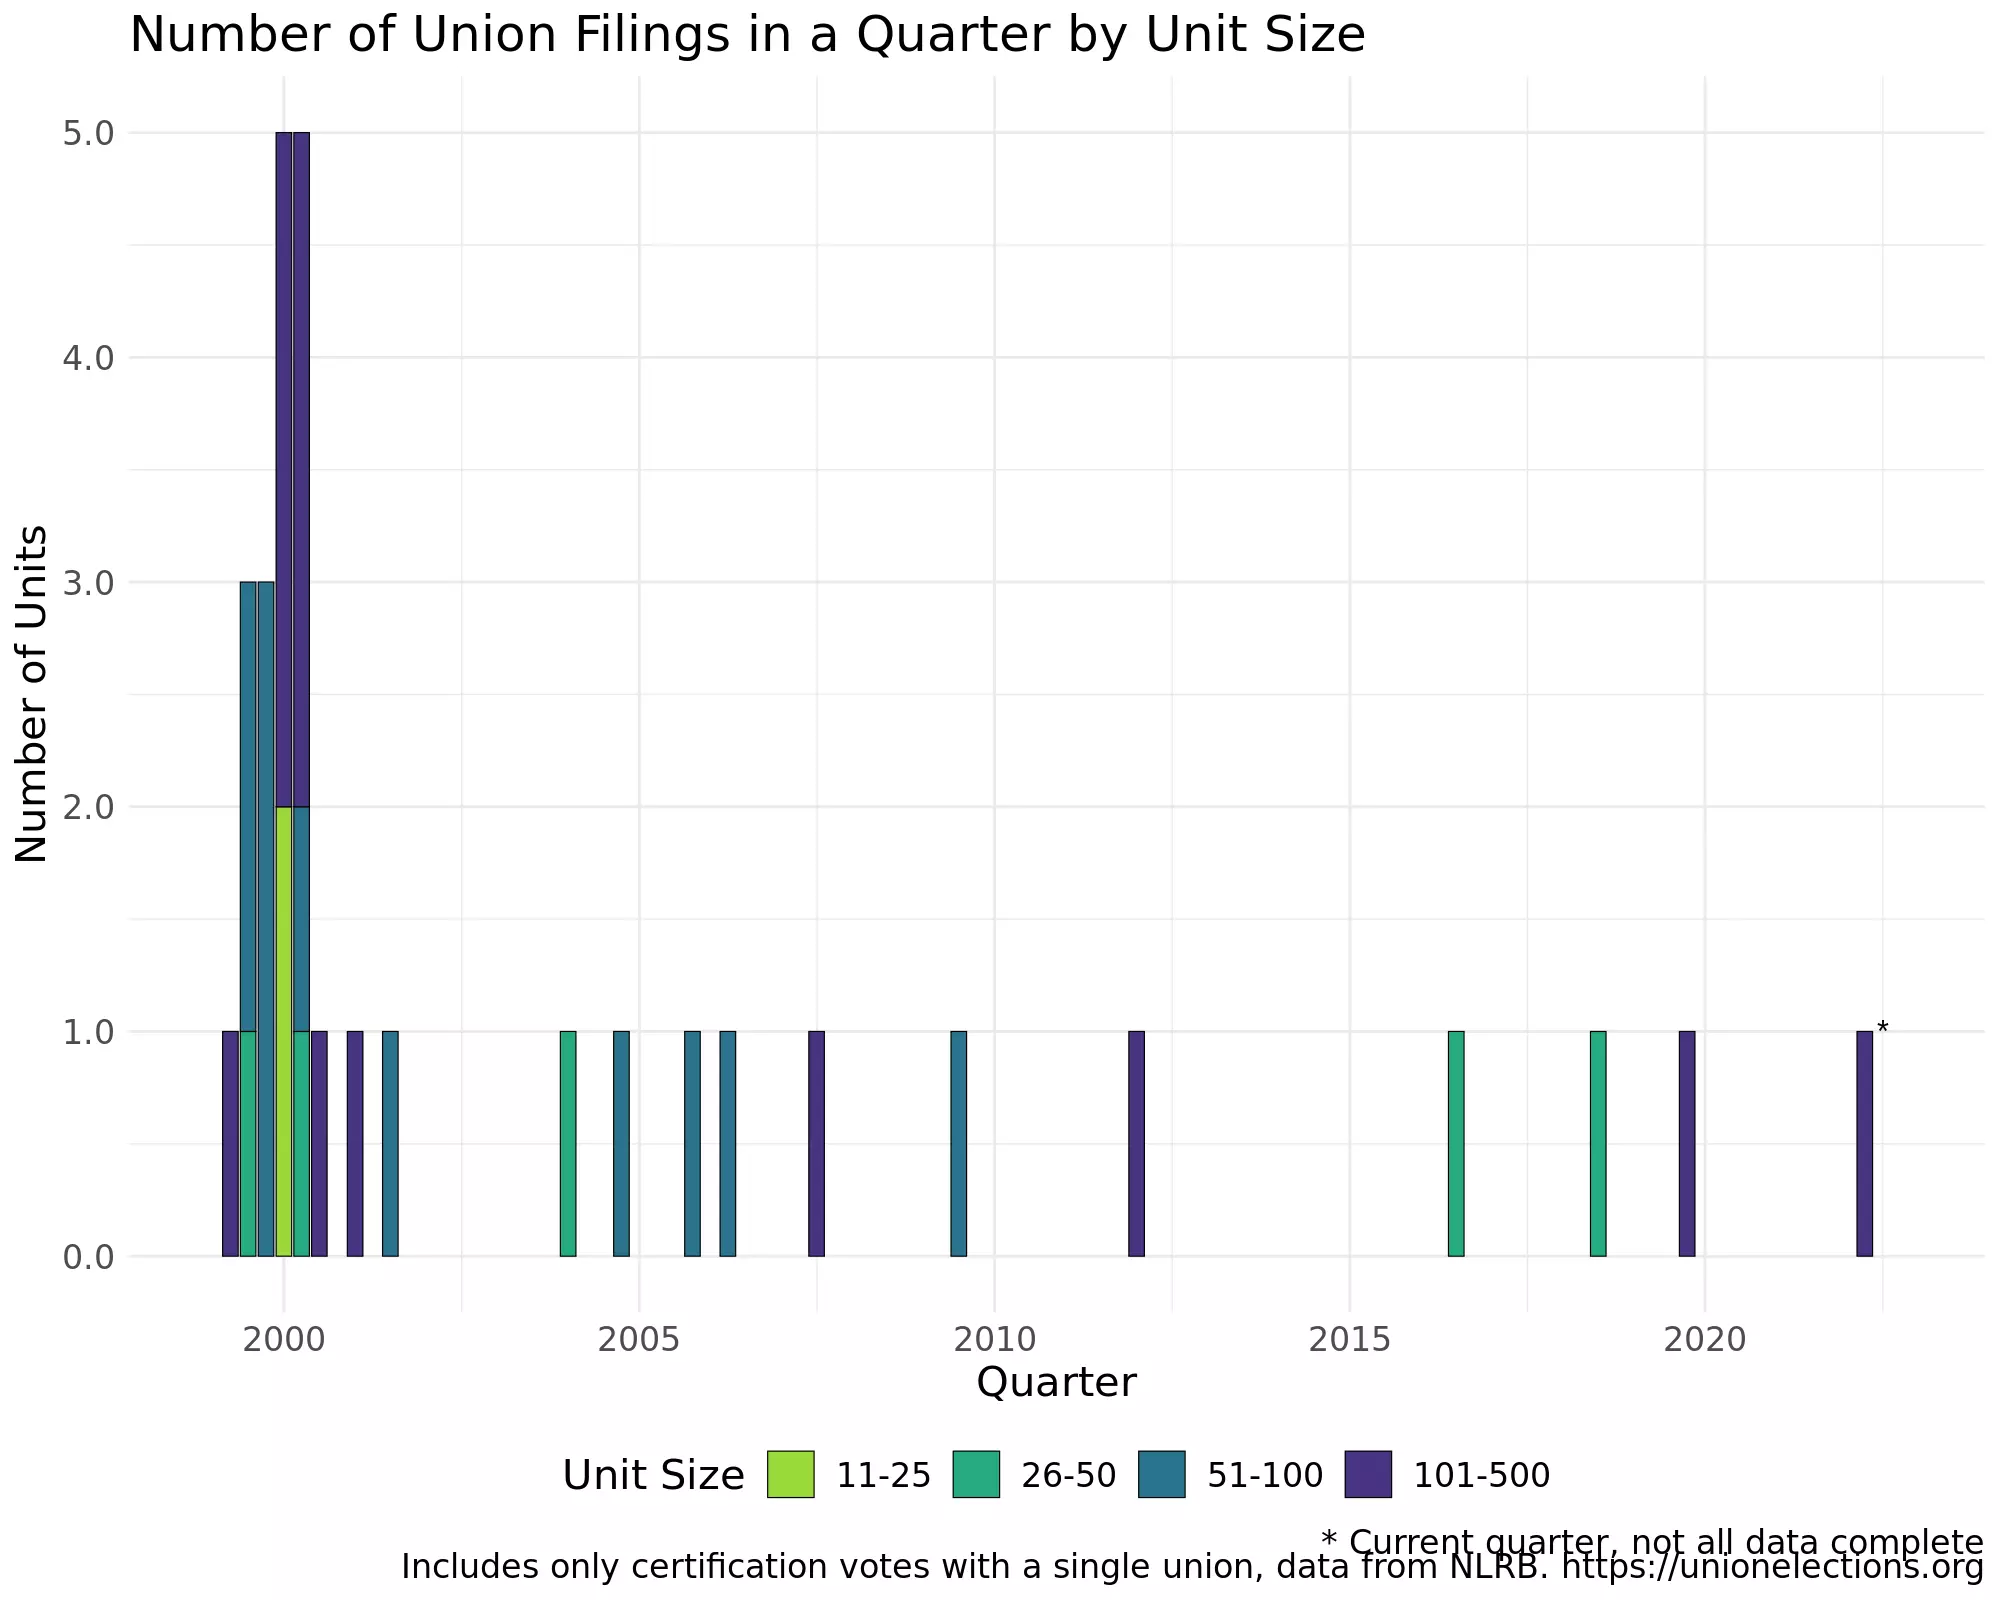 Number of Union Filings in a Quarter by Unit Size
Number of Units
5.0
4.0
3.0
2.0
1.0
0.0
*
2000 2005 2010 2015 2020
Quarter
Unit Size 11-25 26-50 51-100 101-500
* Current quarter, not all data complete
Includes only certification votes with a single union, data from NLRB. https://unionelections.org